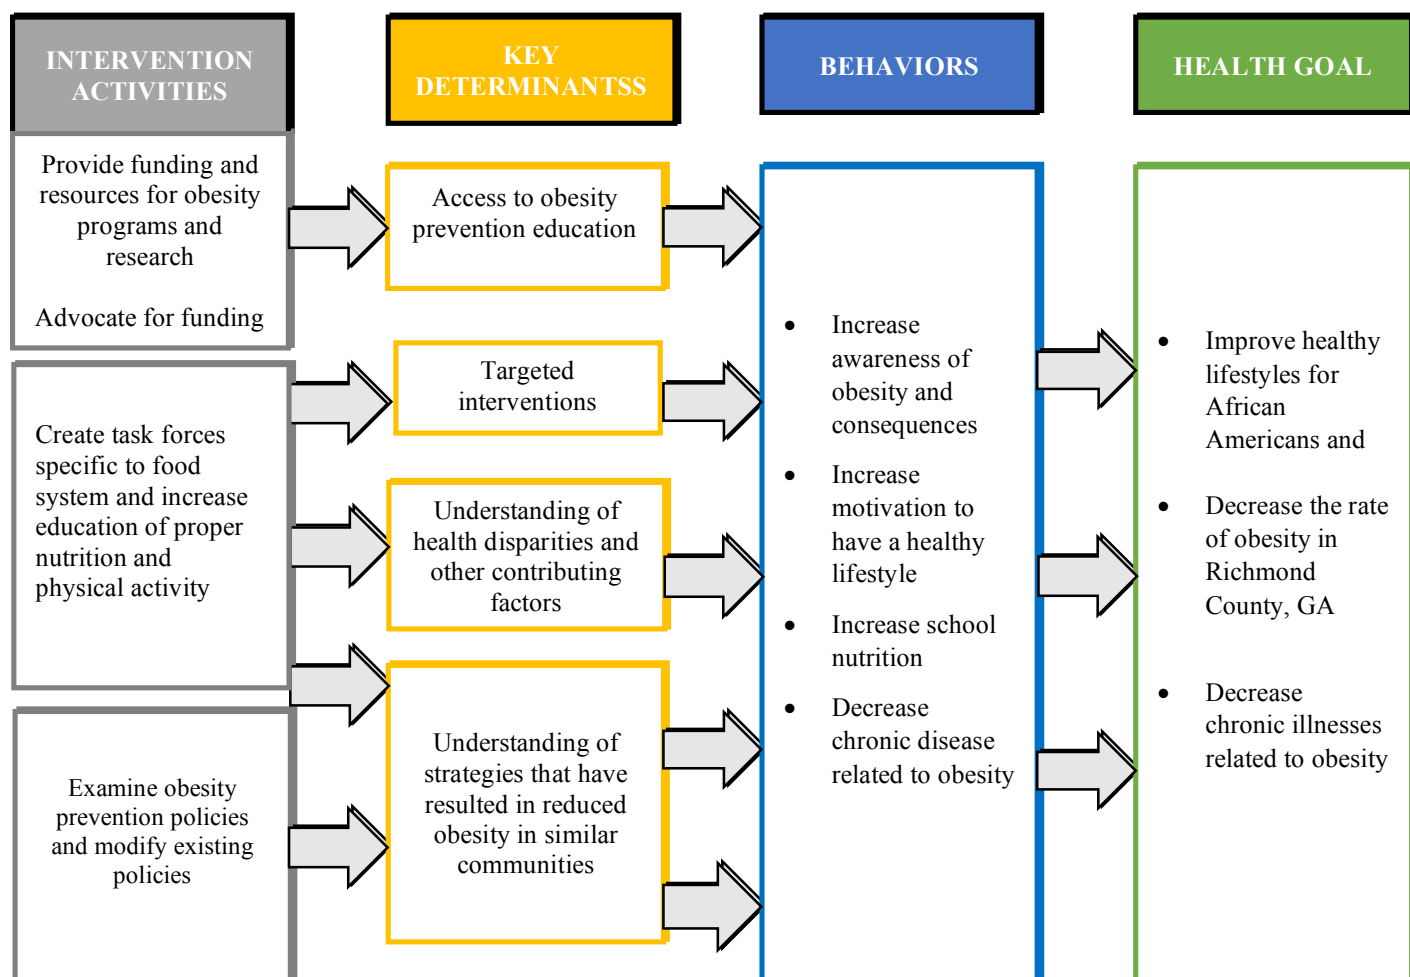 INTERVENTION
ACTIVITIES
KEY
DETERMINANTSS
BEHAVIORS
HEALTH GOAL
Provide funding and
resources for obesity
programs and
research
Advocate for funding
Create task forces
specific to food
system and increase
education of proper
nutrition and
physical activity
Examine obesity
prevention policies
and modify existing
policies
Access to obesity
prevention education
Targeted
interventions
Understanding of
health disparities and
other contributing
factors
Understanding of
strategies that have
resulted in reduced
obesity in similar
communities
• Increase
awareness of
obesity and
consequences
• Increase
motivation to
have a healthy
lifestyle
• Increase school
nutrition
• Decrease
chronic disease
related to obesity
• Improve healthy
lifestyles for
African
Americans and
• Decrease the rate
of obesity in
Richmond
County, GA
• Decrease
chronic illnesses
related to obesity